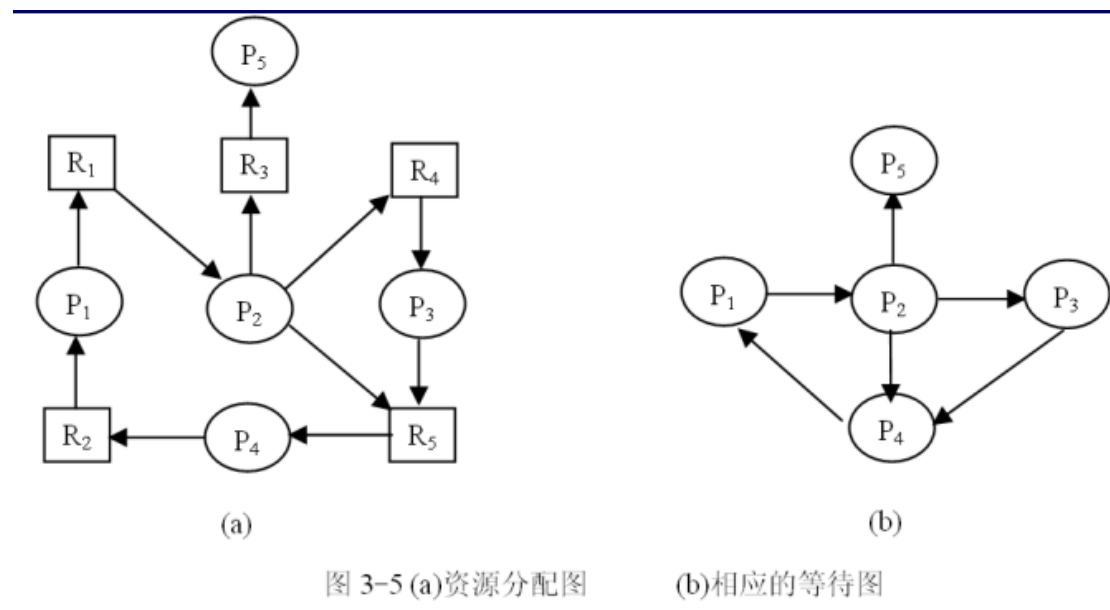 P₅
R₁
R₃
R₄
P₁
P₂
P₃
R₂
P₄
R₅
(a)
P₅
P₁
P₂
P₃
P₄
(b)
图 3-5 (a)资源分配图 (b)相应的等待图